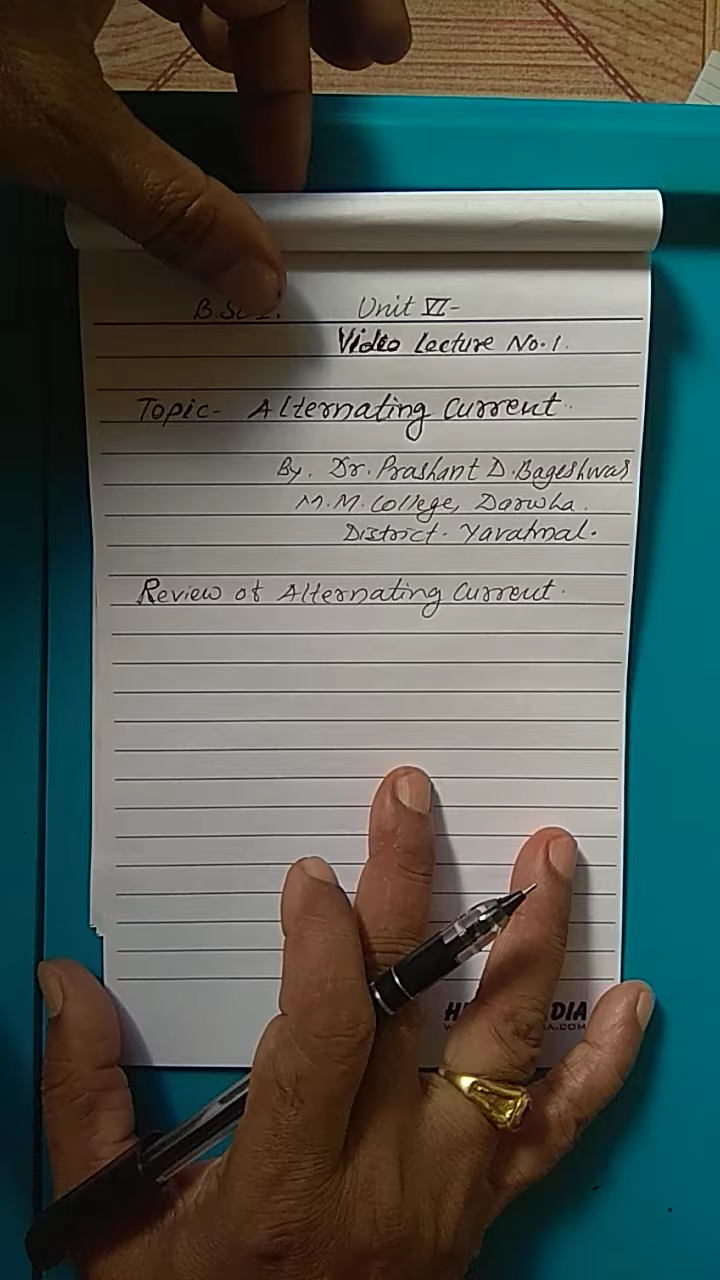 B.Sc I. Unit VI-
Video Lecture No.1.
Topic- Alternating Current.
By. Dr. Prashant D. Bageshwar
M.M. College, Darwha.
District. Yavatmal.
Review of Alternating Current.